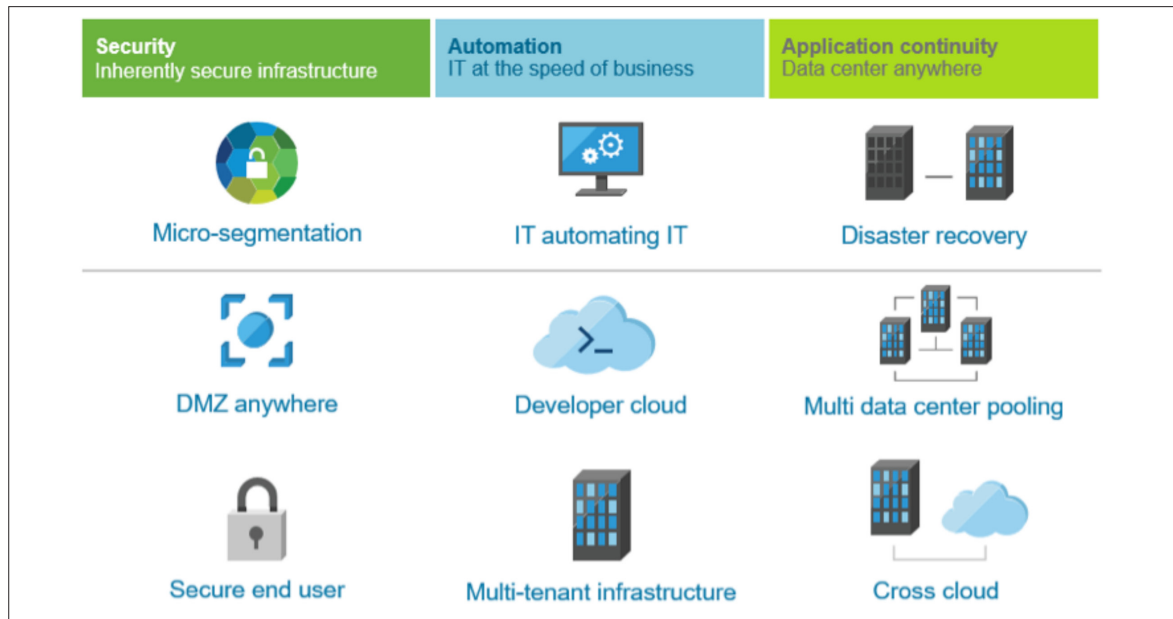 Security
Inherently secure infrastructure
Automation
IT at the speed of business
Application continuity
Data center anywhere
Micro-segmentation
IT automating IT
Disaster recovery
DMZ anywhere
Developer cloud
Multi data center pooling
Secure end user
Multi-tenant infrastructure
Cross cloud